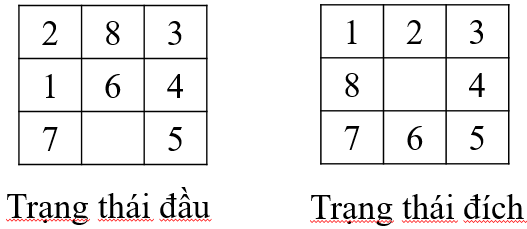 2 8 3
1 6 4
7 5
Trạng thái đầu
1 2 3
8 4
7 6 5
Trạng thái đích